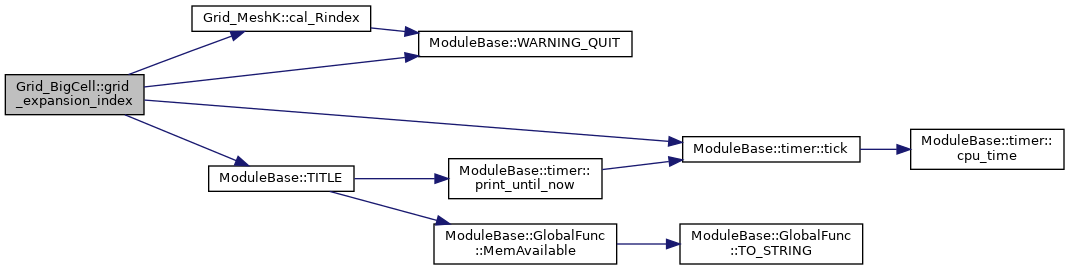 Grid_BigCell::grid
_expansion_index
Grid_MeshK::cal_Rindex
ModuleBase::WARNING_QUIT
ModuleBase::TITLE
ModuleBase::timer::
print_until_now
ModuleBase::GlobalFunc
::MemAvailable
ModuleBase::timer::tick
ModuleBase::GlobalFunc
::TO_STRING
ModuleBase::timer::
cpu_time